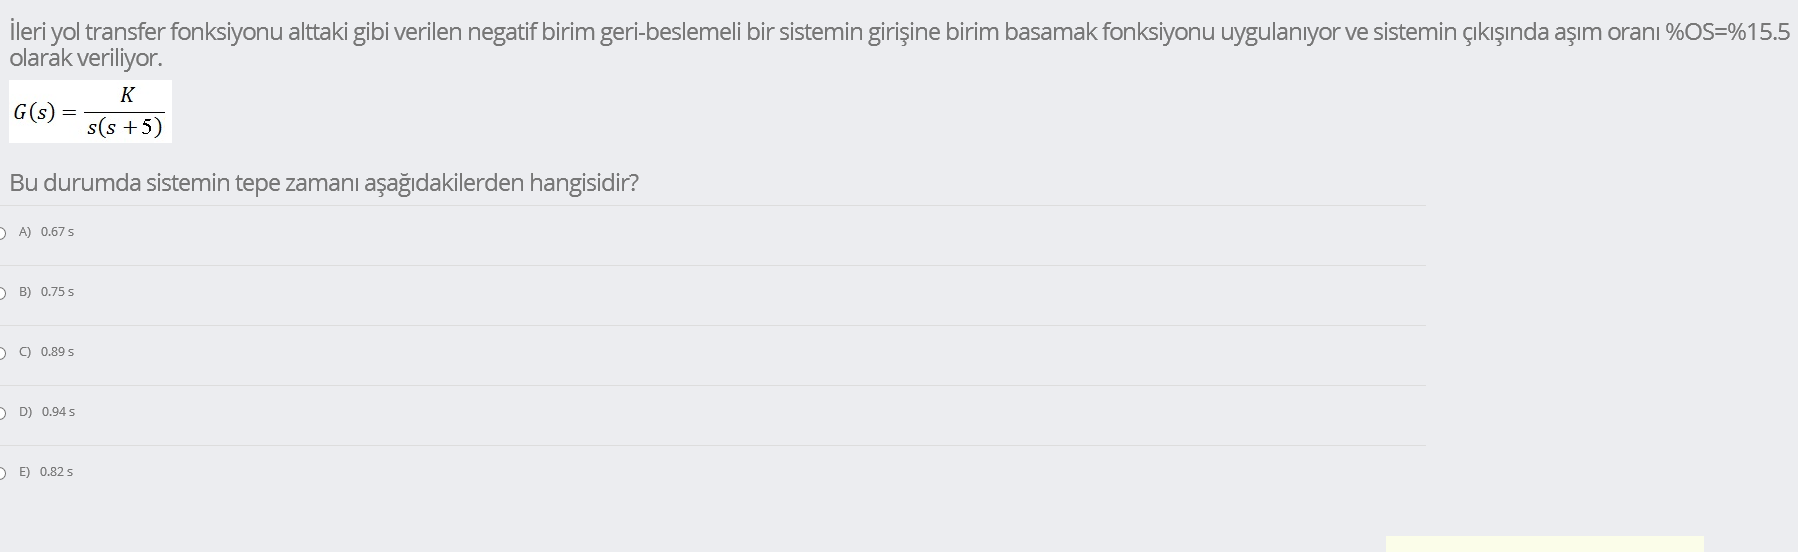 İleri yol transfer fonksiyonu alttaki gibi verilen negatif birim geri-beslemeli bir sistemin girişine birim basamak fonksiyonu uygulanıyor ve sistemin çıkışında aşım oranı %OS=%15.5
olarak veriliyor.
G(s) = K / s(s + 5)
Bu durumda sistemin tepe zamanı aşağıdakilerden hangisidir?
A) 0.67 s
B) 0.75 s
C) 0.89 s
D) 0.94 s
E) 0.82 s